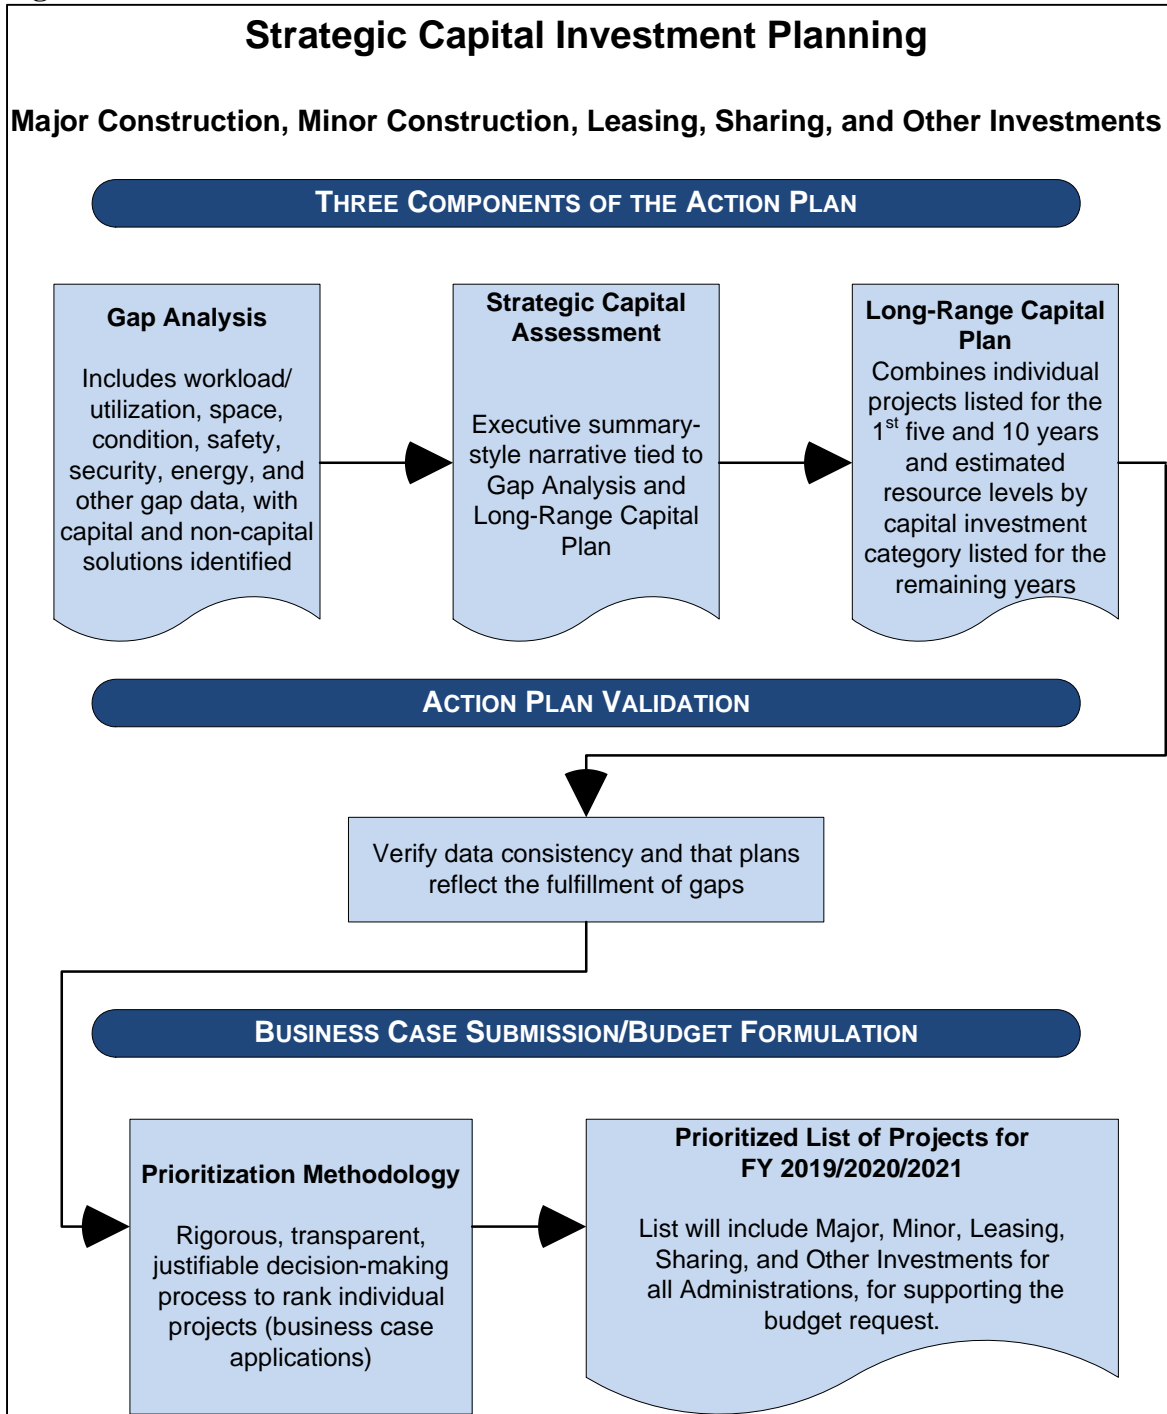 Strategic Capital Investment Planning
Major Construction, Minor Construction, Leasing, Sharing, and Other Investments
THREE COMPONENTS OF THE ACTION PLAN
Gap Analysis
Includes workload/
utilization, space,
condition, safety,
security, energy, and
other gap data, with
capital and non-capital
solutions identified
Strategic Capital
Assessment
Executive summary-
style narrative tied to
Gap Analysis and
Long-Range Capital
Plan
Long-Range Capital
Plan
Combines individual
projects listed for the
1st five and 10 years
and estimated
resource levels by
capital investment
category listed for the
remaining years
ACTION PLAN VALIDATION
Verify data consistency and that plans
reflect the fulfillment of gaps
BUSINESS CASE SUBMISSION/BUDGET FORMULATION
Prioritization Methodology
Rigorous, transparent,
justifiable decision-making
process to rank individual
projects (business case
applications)
Prioritized List of Projects for
FY 2019/2020/2021
List will include Major, Minor, Leasing,
Sharing, and Other Investments for
all Administrations, for supporting the
budget request.